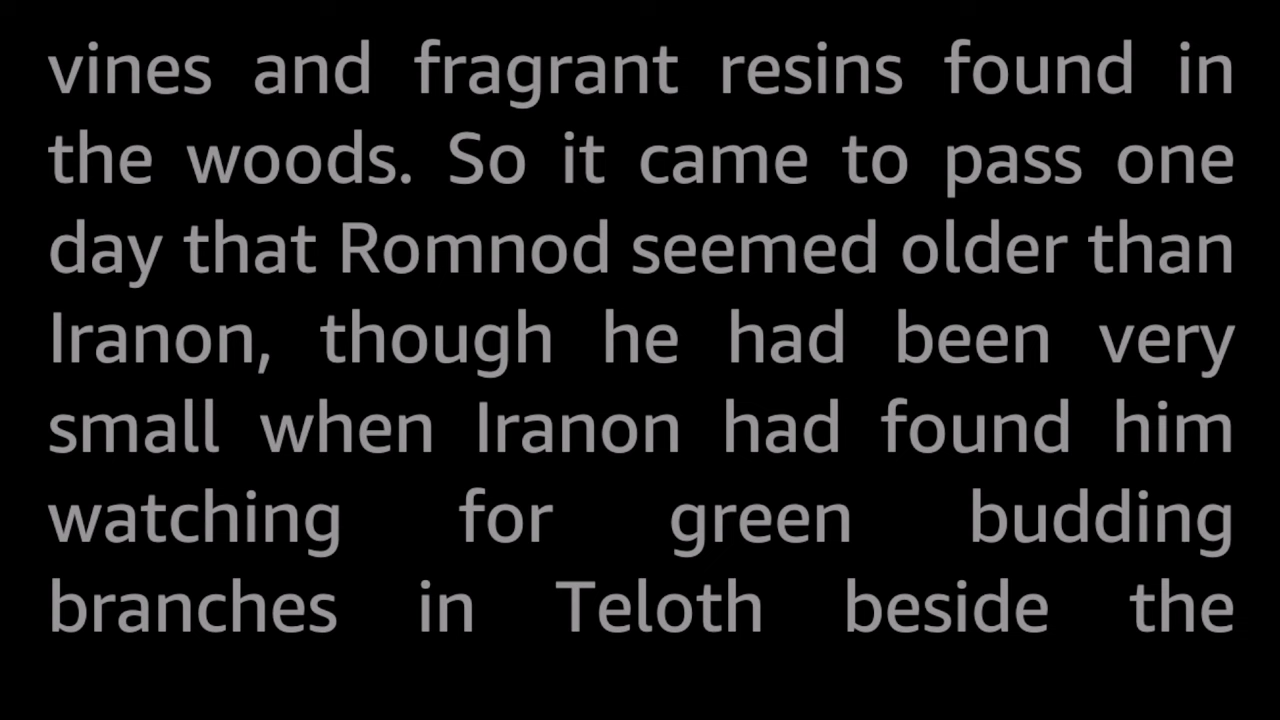 vines and fragrant resins found in
the woods. So it came to pass one
day that Romnod seemed older than
Iranon, though he had been very
small when Iranon had found him
watching for green budding
branches in Teloth beside the